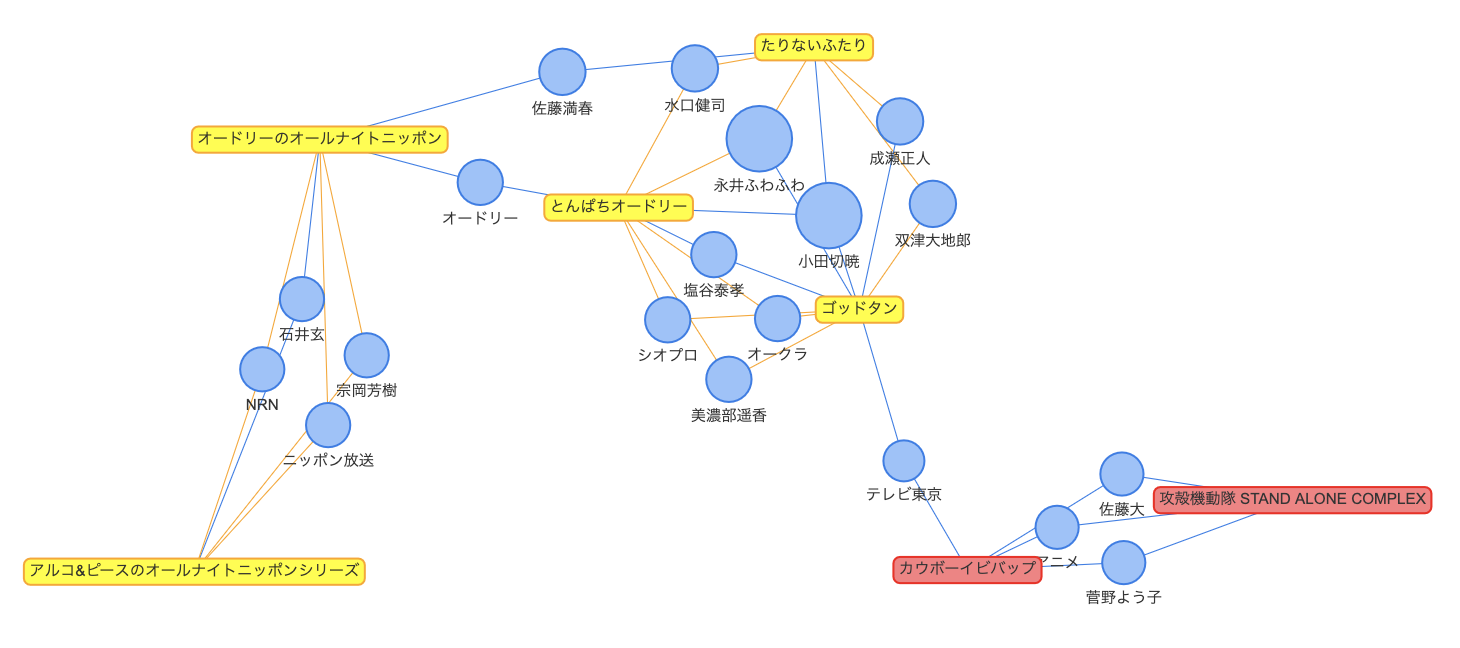 たりないふたり
佐藤満春
水口健司
オードリーのオールナイトニッポン
成瀬正人
永井ふわふわ
とんぱちオードリー
オードリー
双津大地郎
小田切暁
塩谷泰孝
ゴッドタン
石井玄
シオプロ
オークラ
宗岡芳樹
NRN
美濃部遥香
ニッポン放送
テレビ東京
攻殻機動隊 STAND ALONE COMPLEX
佐藤大
アニメ
カウボーイビバップ
アルコ&ピースのオールナイトニッポンシリーズ
菅野よう子